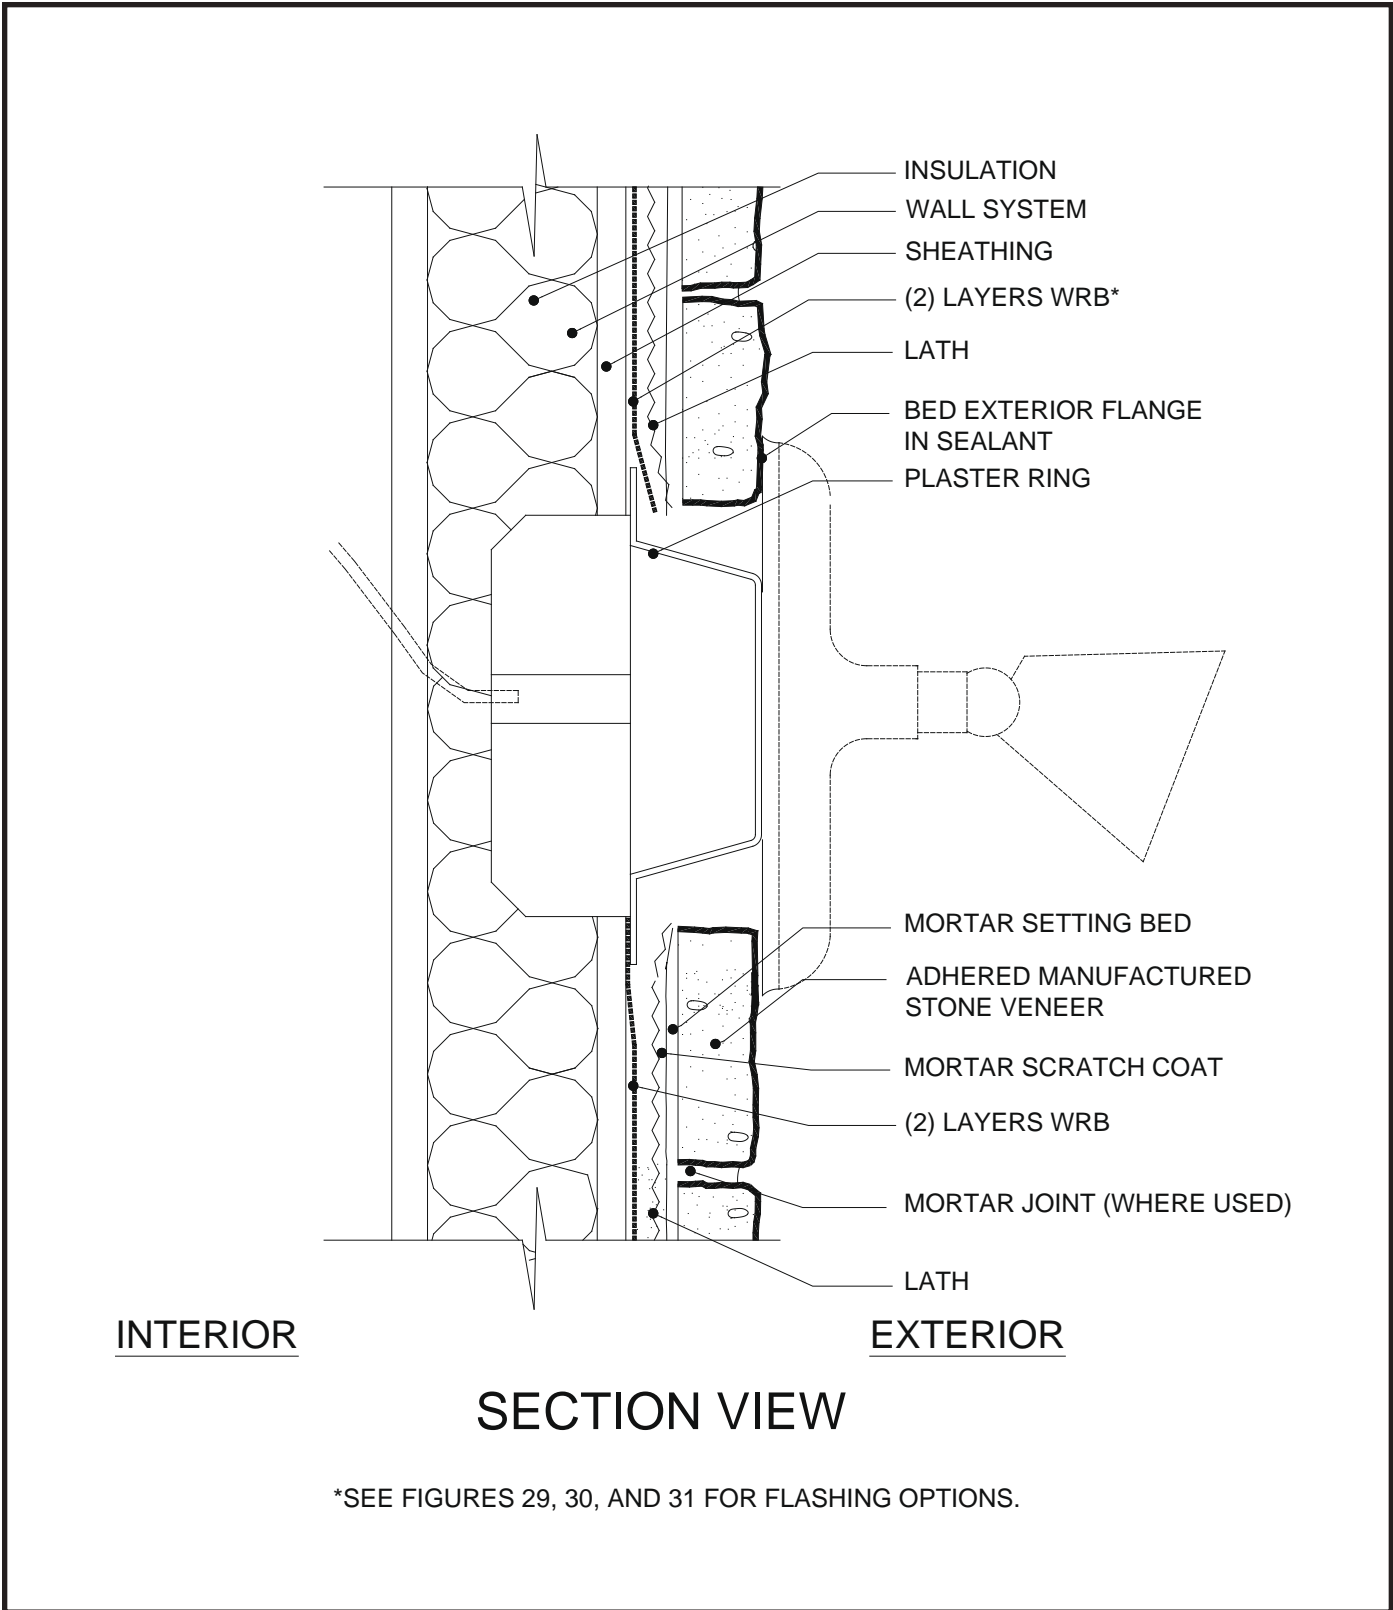 INSULATION
WALL SYSTEM
SHEATHING
(2) LAYERS WRB*
LATH
BED EXTERIOR FLANGE
IN SEALANT
PLASTER RING
MORTAR SETTING BED
ADHERED MANUFACTURED
STONE VENEER
MORTAR SCRATCH COAT
(2) LAYERS WRB
MORTAR JOINT (WHERE USED)
LATH
INTERIOR
EXTERIOR
SECTION VIEW
*SEE FIGURES 29, 30, AND 31 FOR FLASHING OPTIONS.